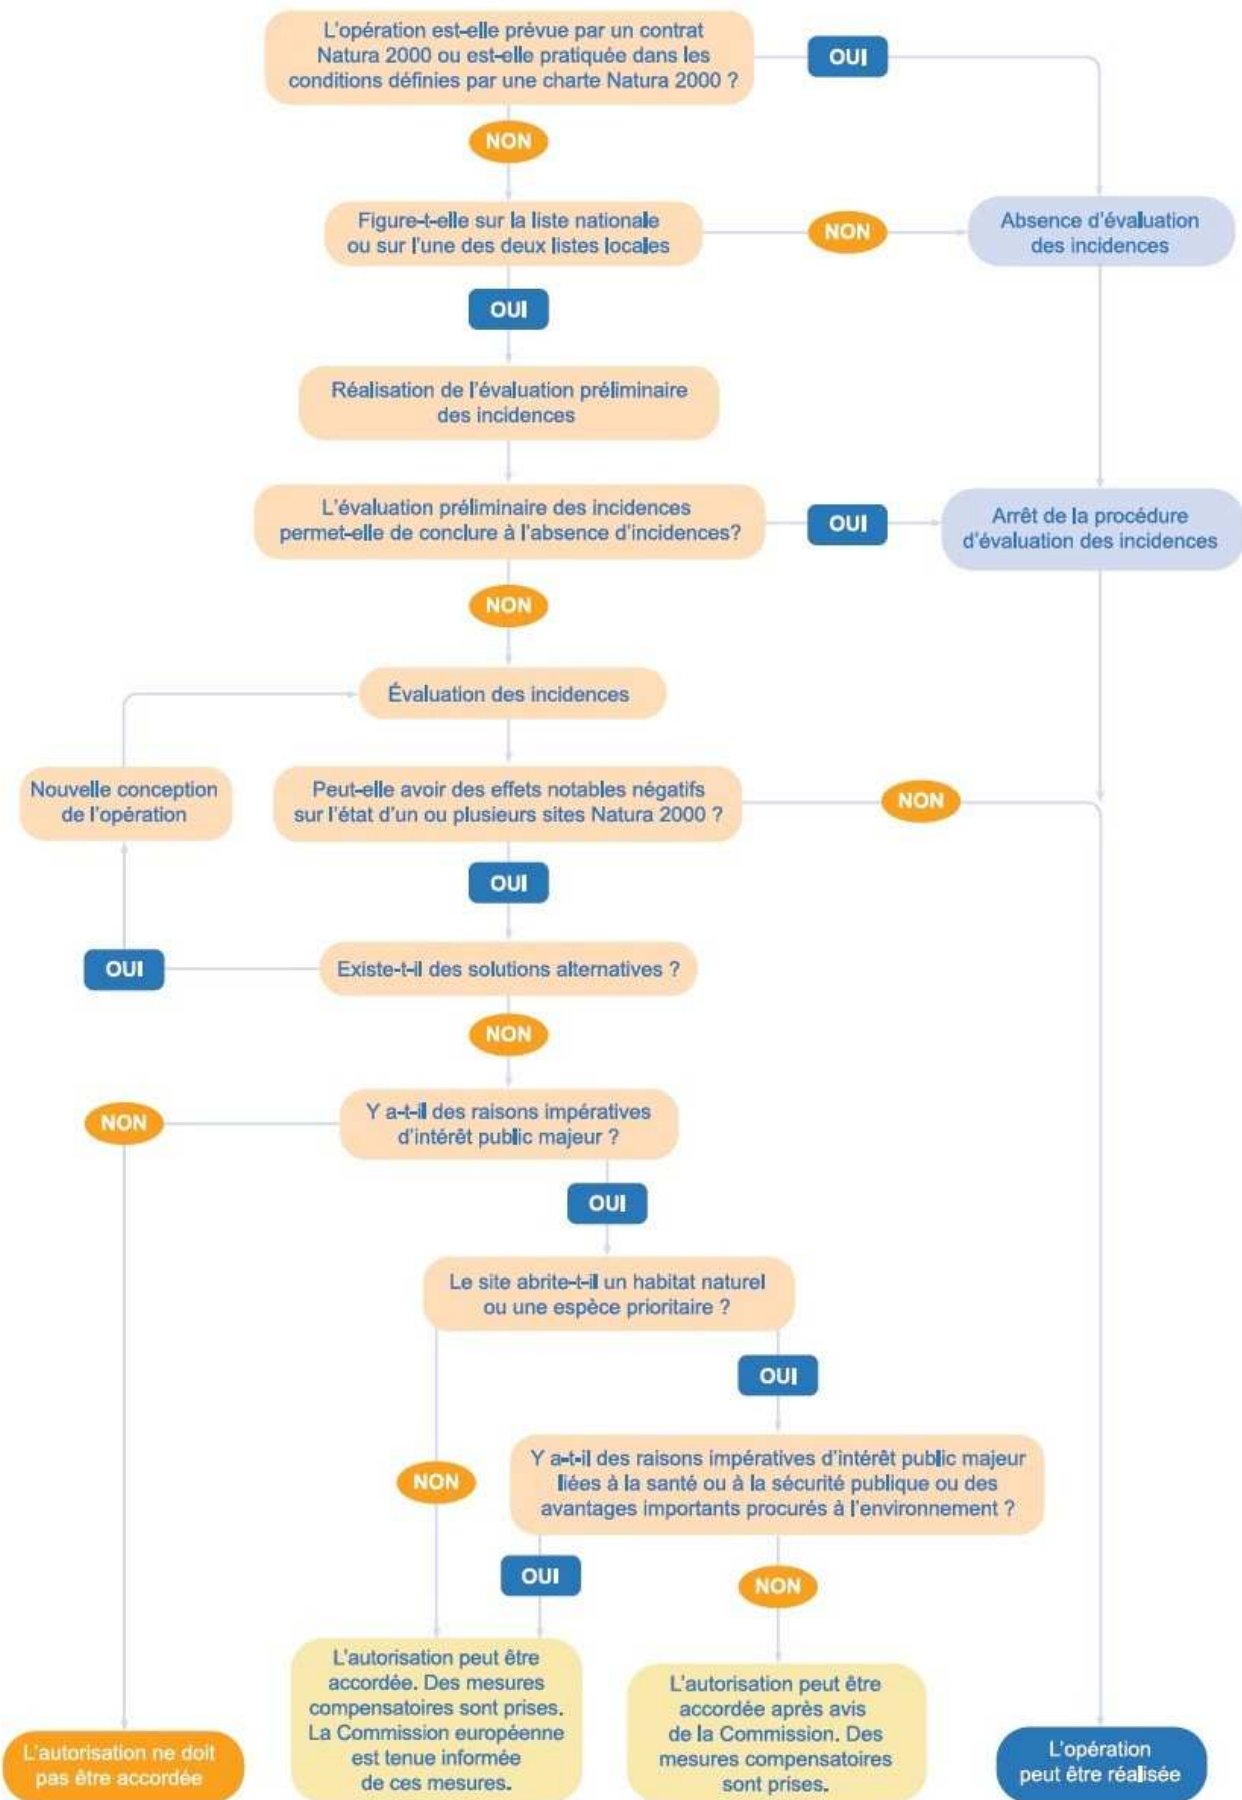 L'opération est-elle prévue par un contrat
Natura 2000 ou est-elle pratiquée dans les
conditions définies par une charte Natura 2000 ?
OUI
NON
Figure-t-elle sur la liste nationale
ou sur l'une des deux listes locales
NON
Absence d'évaluation
des incidences
OUI
Réalisation de l'évaluation préliminaire
des incidences
L'évaluation préliminaire des incidences
permet-elle de conclure à l'absence d'incidences?
OUI
Arrêt de la procédure
d'évaluation des incidences
NON
Évaluation des incidences
Nouvelle conception
de l'opération
Peut-elle avoir des effets notables négatifs
sur l'état d'un ou plusieurs sites Natura 2000 ?
NON
OUI
OUI
Existe-t-il des solutions alternatives ?
NON
NON
Y a-t-il des raisons impératives
d'intérêt public majeur ?
OUI
Le site abrite-t-il un habitat naturel
ou une espèce prioritaire ?
OUI
NON
Y a-t-il des raisons impératives d'intérêt public majeur
liées à la santé ou à la sécurité publique ou des
avantages importants procurés à l'environnement ?
OUI
NON
L'autorisation ne doit
pas être accordée
L'autorisation peut être
accordée. Des mesures
compensatoires sont prises.
La Commission européenne
est tenue informée
de ces mesures.
L'autorisation peut être
accordée après avis
de la Commission. Des
mesures compensatoires
sont prises.
L'opération
peut être réalisée